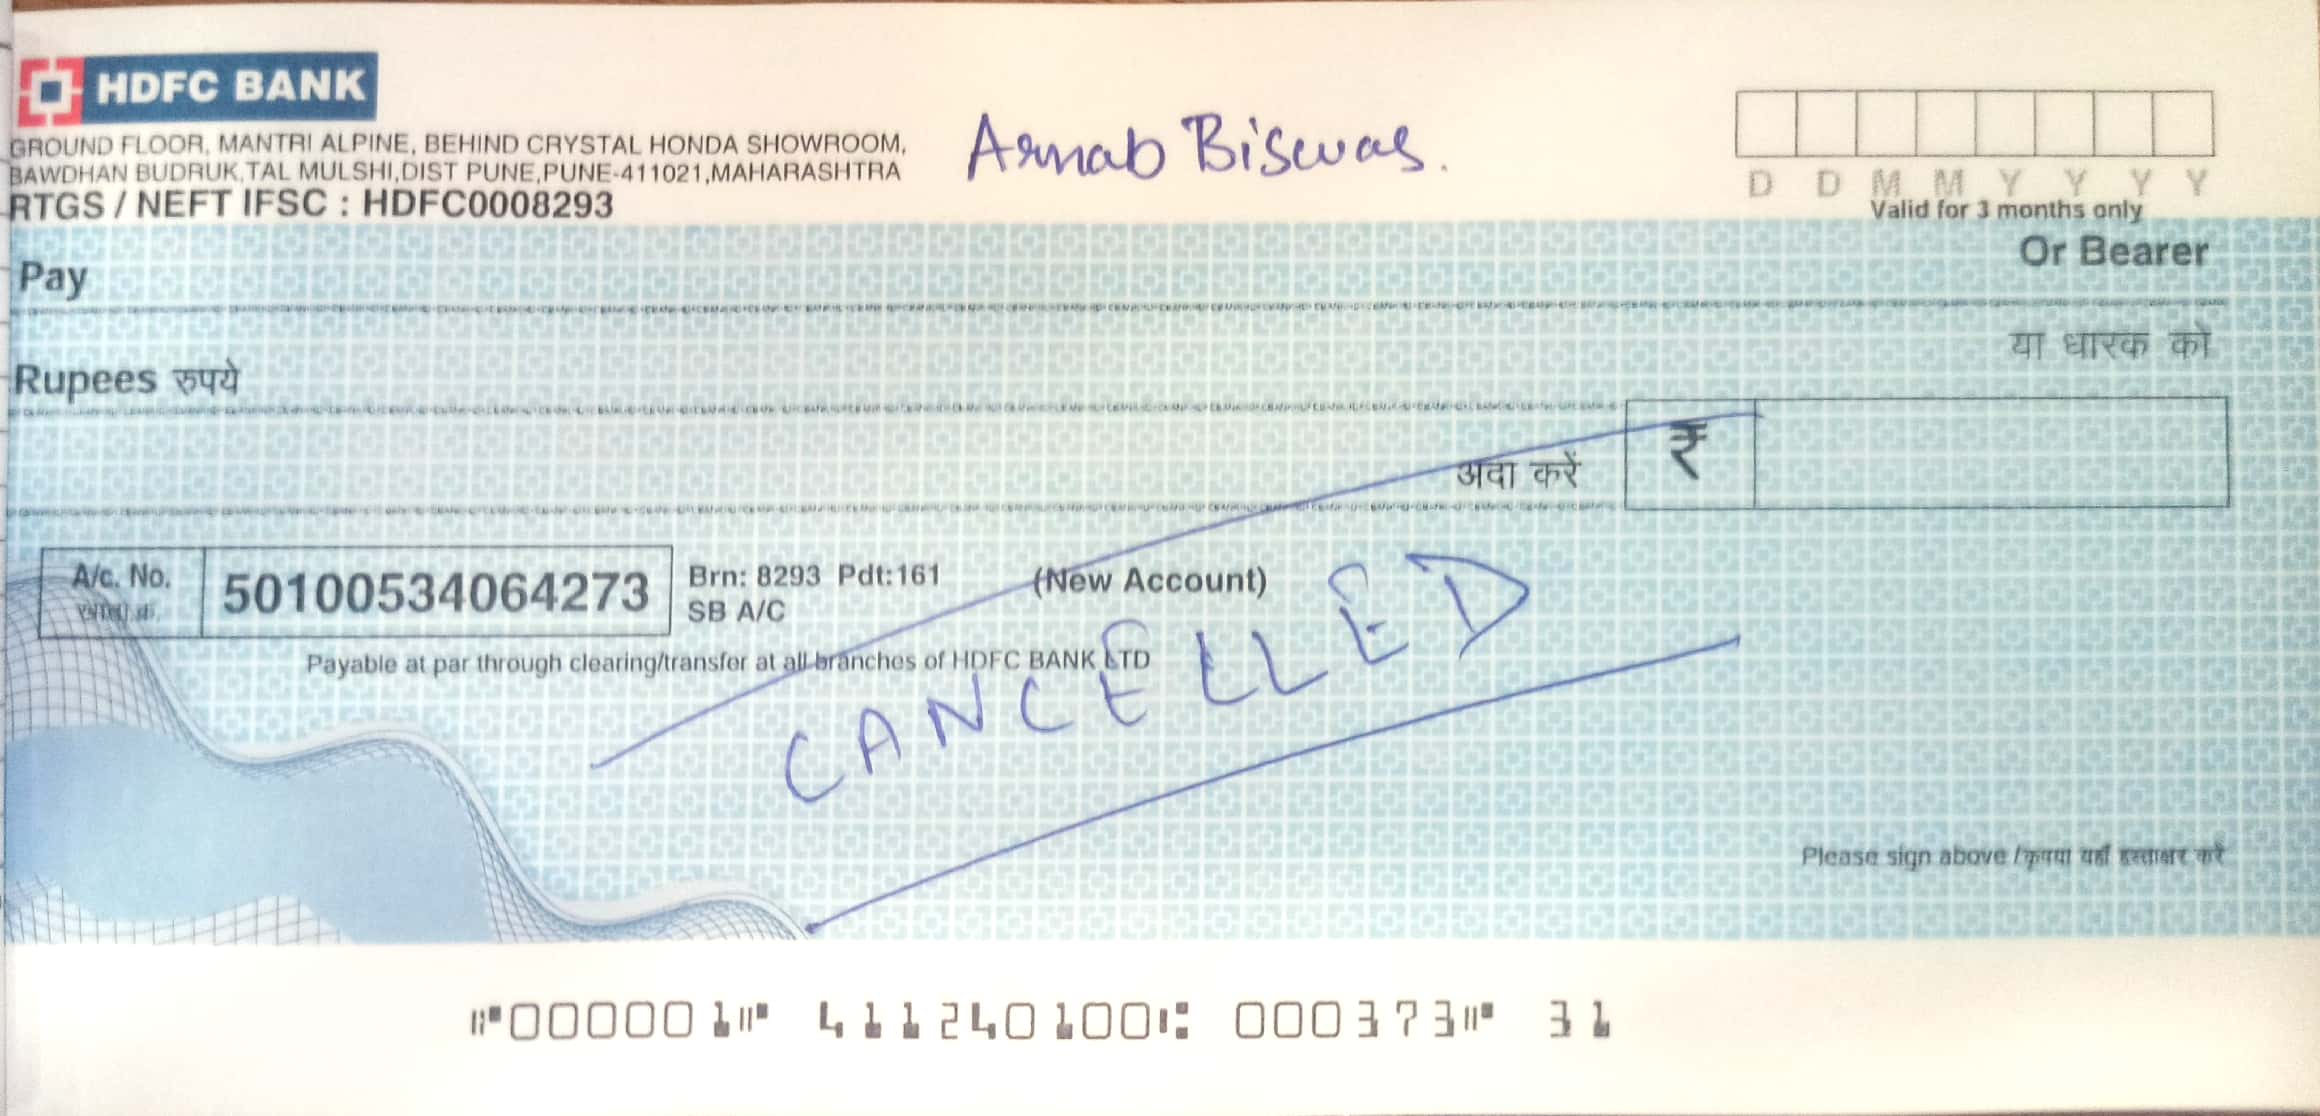 HDFC BANK
GROUND FLOOR, MANTRI ALPINE, BEHIND CRYSTAL HONDA SHOWROOM,
BAWDHAN BUDRUK,TAL MULSHI,DIST PUNE,PUNE-411021,MAHARASHTRA
RTGS / NEFT IFSC : HDFC0008293
Arnab Biswas.
D D M M Y Y Y Y
Valid for 3 months only
Pay
Or Bearer
या धारक को
Rupees रुपये
अदा करें
₹
A/c. No.
50100534064273
Brn: 8293 Pdt:161
SB A/C
(New Account)
Payable at par through clearing/transfer at all branches of HDFC BANK LTD
CANCELLED
Please sign above / कृपया यहाँ हस्ताक्षर करें
⑈000001⑈ 411240100⑆ 000373⑈ 31